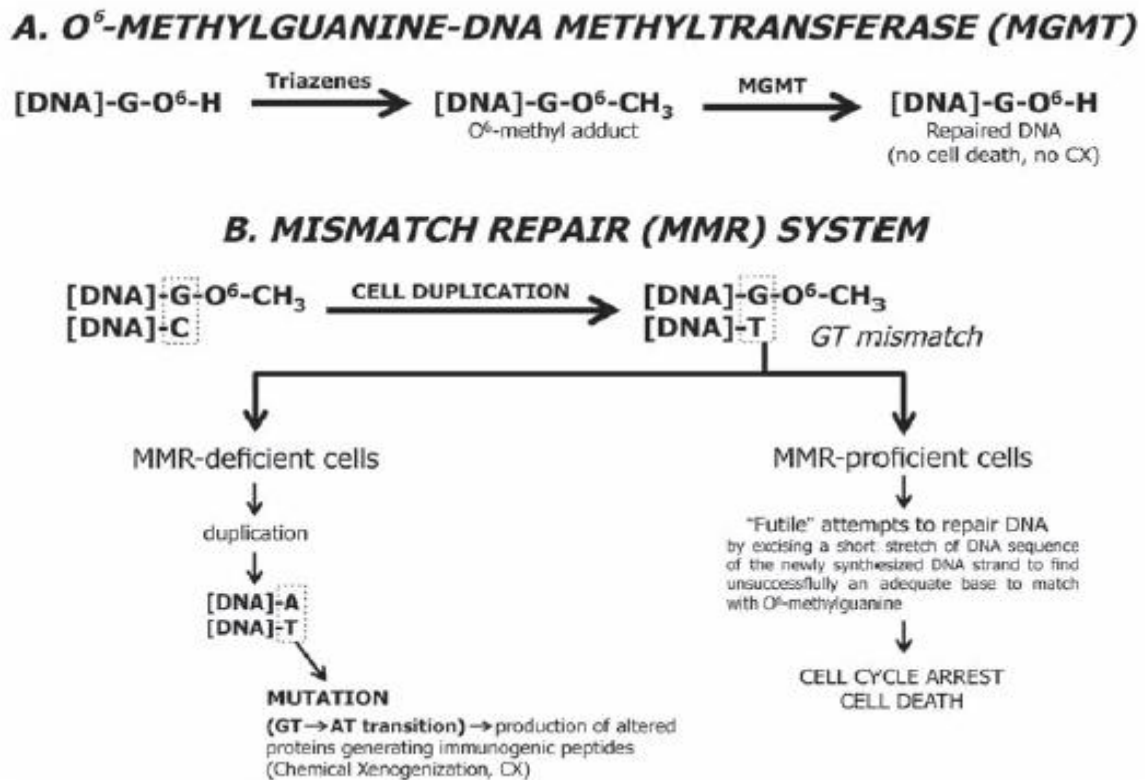 A. O⁶-METHYLGUANINE-DNA METHYLTRANSFERASE (MGMT)
[DNA]-G-O⁶-H
Triazenes
[DNA]-G-O⁶-CH₃
O⁶-methyl adduct
MGMT
[DNA]-G-O⁶-H
Repaired DNA
(no cell death, no CX)
B. MISMATCH REPAIR (MMR) SYSTEM
[DNA]-G-O⁶-CH₃
[DNA]-C
CELL DUPLICATION
[DNA]-G-O⁶-CH₃
[DNA]-T
GT mismatch
MMR-deficient cells
duplication
[DNA]-A
[DNA]-T
MUTATION
(GT→AT transition)→production of altered
proteins generating immunogenic peptides
(Chemical Xenogenization, CX)
MMR-proficient cells
"Futile" attempts to repair DNA
by excising a short stretch of DNA sequence
of the newly synthesized DNA strand to find
unsuccessfully an adequate base to match
with O⁶-methylguanine
CELL CYCLE ARREST
CELL DEATH